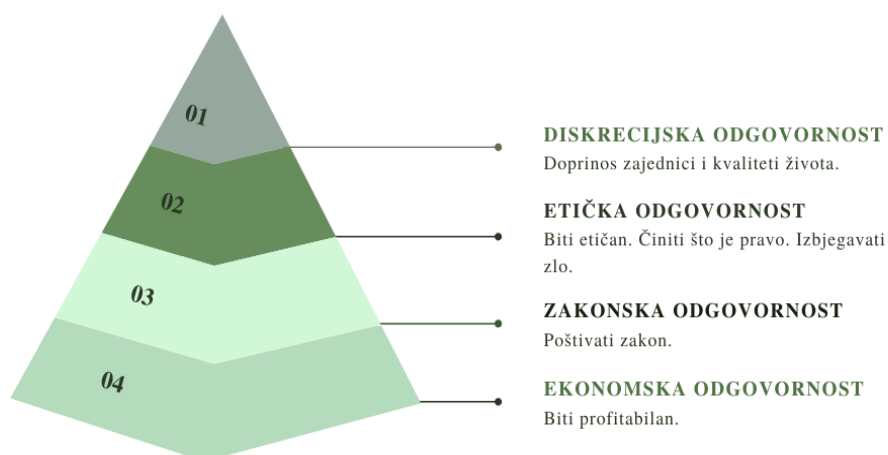 01
DISKRECIJSKA ODGOVORNOST
Doprinos zajednici i kvaliteti života.
02
ETIČKA ODGOVORNOST
Biti etičan. Činiti što je pravo. Izbjegavati
zlo.
03
ZAKONSKA ODGOVORNOST
Poštivati zakon.
04
EKONOMSKA ODGOVORNOST
Biti profitabilan.